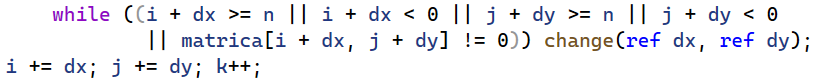 while ((i + dx >= n || i + dx < 0 || j + dy >= n || j + dy < 0
|| matrica[i + dx, j + dy] != 0)) change(ref dx, ref dy);
i += dx; j += dy; k++;